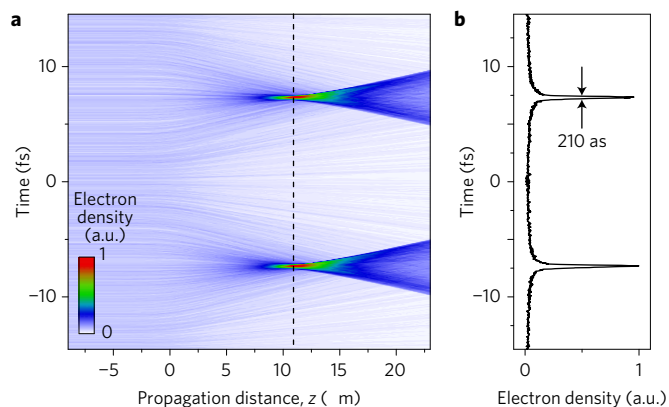 a
b
10
0
−10
Time (fs)
Electron
density
(a.u.)
1
0
−5
0
5
10
15
20
Propagation distance, z ( m)
10
0
−10
Time (fs)
210 as
0
1
Electron density (a.u.)